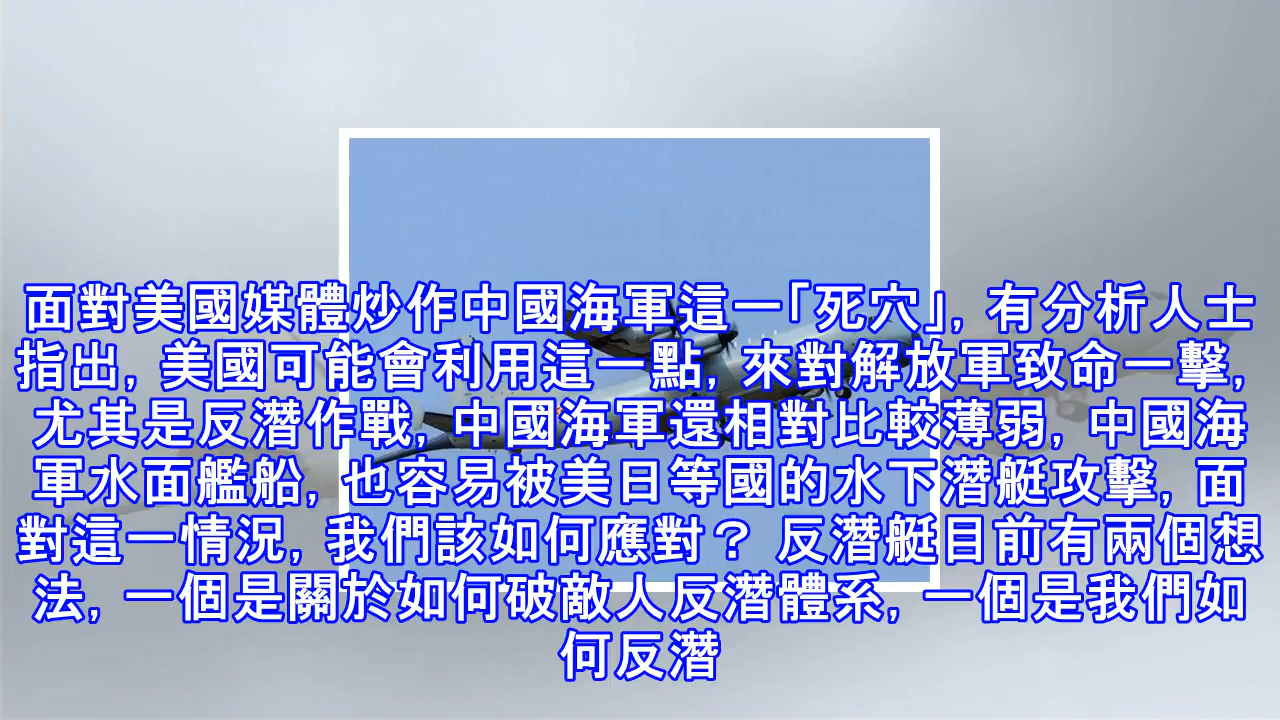 面對美國媒體炒作中國海軍這一「死穴」, 有分析人士
指出, 美國可能會利用這一點, 來對解放軍致命一擊,
尤其是反潛作戰, 中國海軍還相對比較薄弱, 中國海
軍水面艦船, 也容易被美日等國的水下潛艇攻擊, 面
對這一情況, 我們該如何應對？ 反潛艇目前有兩個想
法, 一個是關於如何破敵人反潛體系, 一個是我們如
何反潛